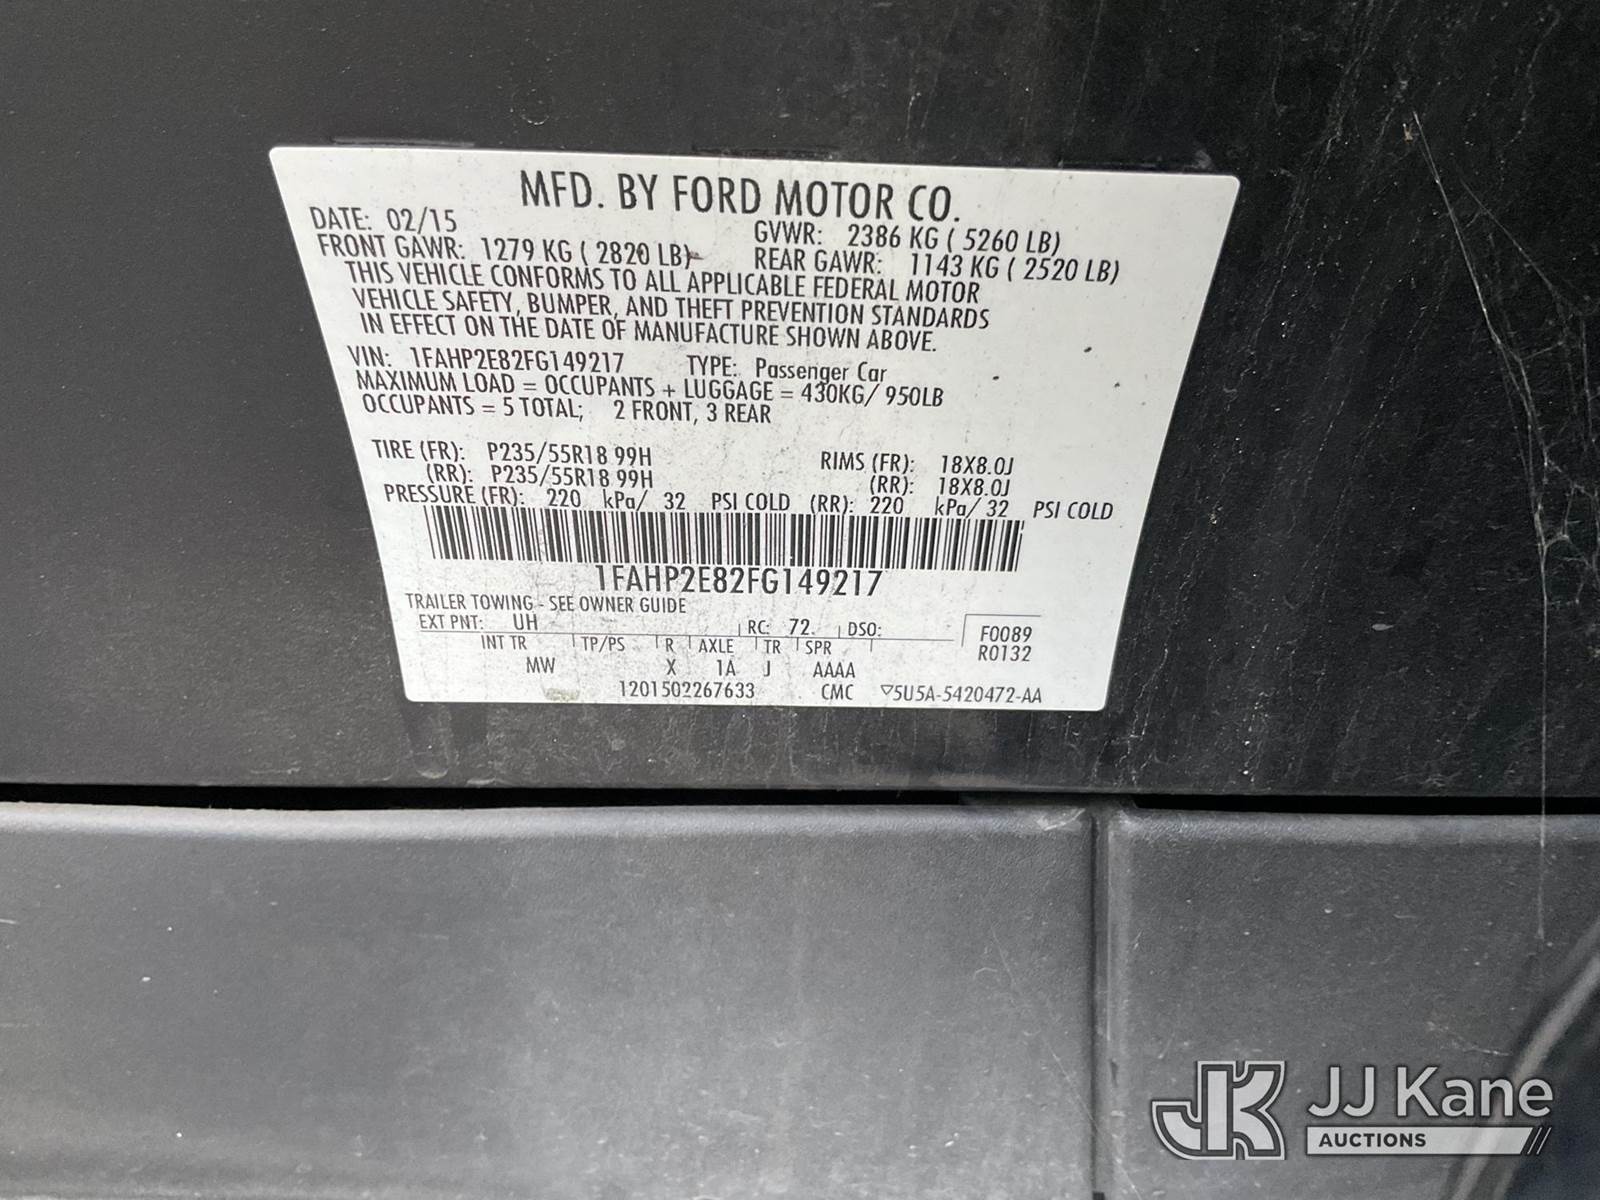 MFD. BY FORD MOTOR CO.
DATE: 02/15 GVWR: 2386 KG ( 5260 LB)
FRONT GAWR: 1279 KG ( 2820 LB) REAR GAWR: 1143 KG ( 2520 LB)
THIS VEHICLE CONFORMS TO ALL APPLICABLE FEDERAL MOTOR
VEHICLE SAFETY, BUMPER, AND THEFT PREVENTION STANDARDS
IN EFFECT ON THE DATE OF MANUFACTURE SHOWN ABOVE.
VIN: 1FAHP2E82FG149217 TYPE: Passenger Car
MAXIMUM LOAD = OCCUPANTS + LUGGAGE = 430KG/ 950LB
OCCUPANTS = 5 TOTAL; 2 FRONT, 3 REAR
TIRE (FR): P235/55R18 99H RIMS (FR): 18X8.0J
(RR): P235/55R18 99H (RR): 18X8.0J
PRESSURE (FR): 220 kPa/ 32 PSI COLD (RR): 220 kPa/ 32 PSI COLD
1FAHP2E82FG149217
TRAILER TOWING - SEE OWNER GUIDE
EXT PNT: UH RC: 72. DSO: F0089
INT TR TP/PS R AXLE TR SPR R0132
MW X 1A J AAAA
1201502267633 CMC ▽5U5A-5420472-AA
JK JJ Kane
AUCTIONS